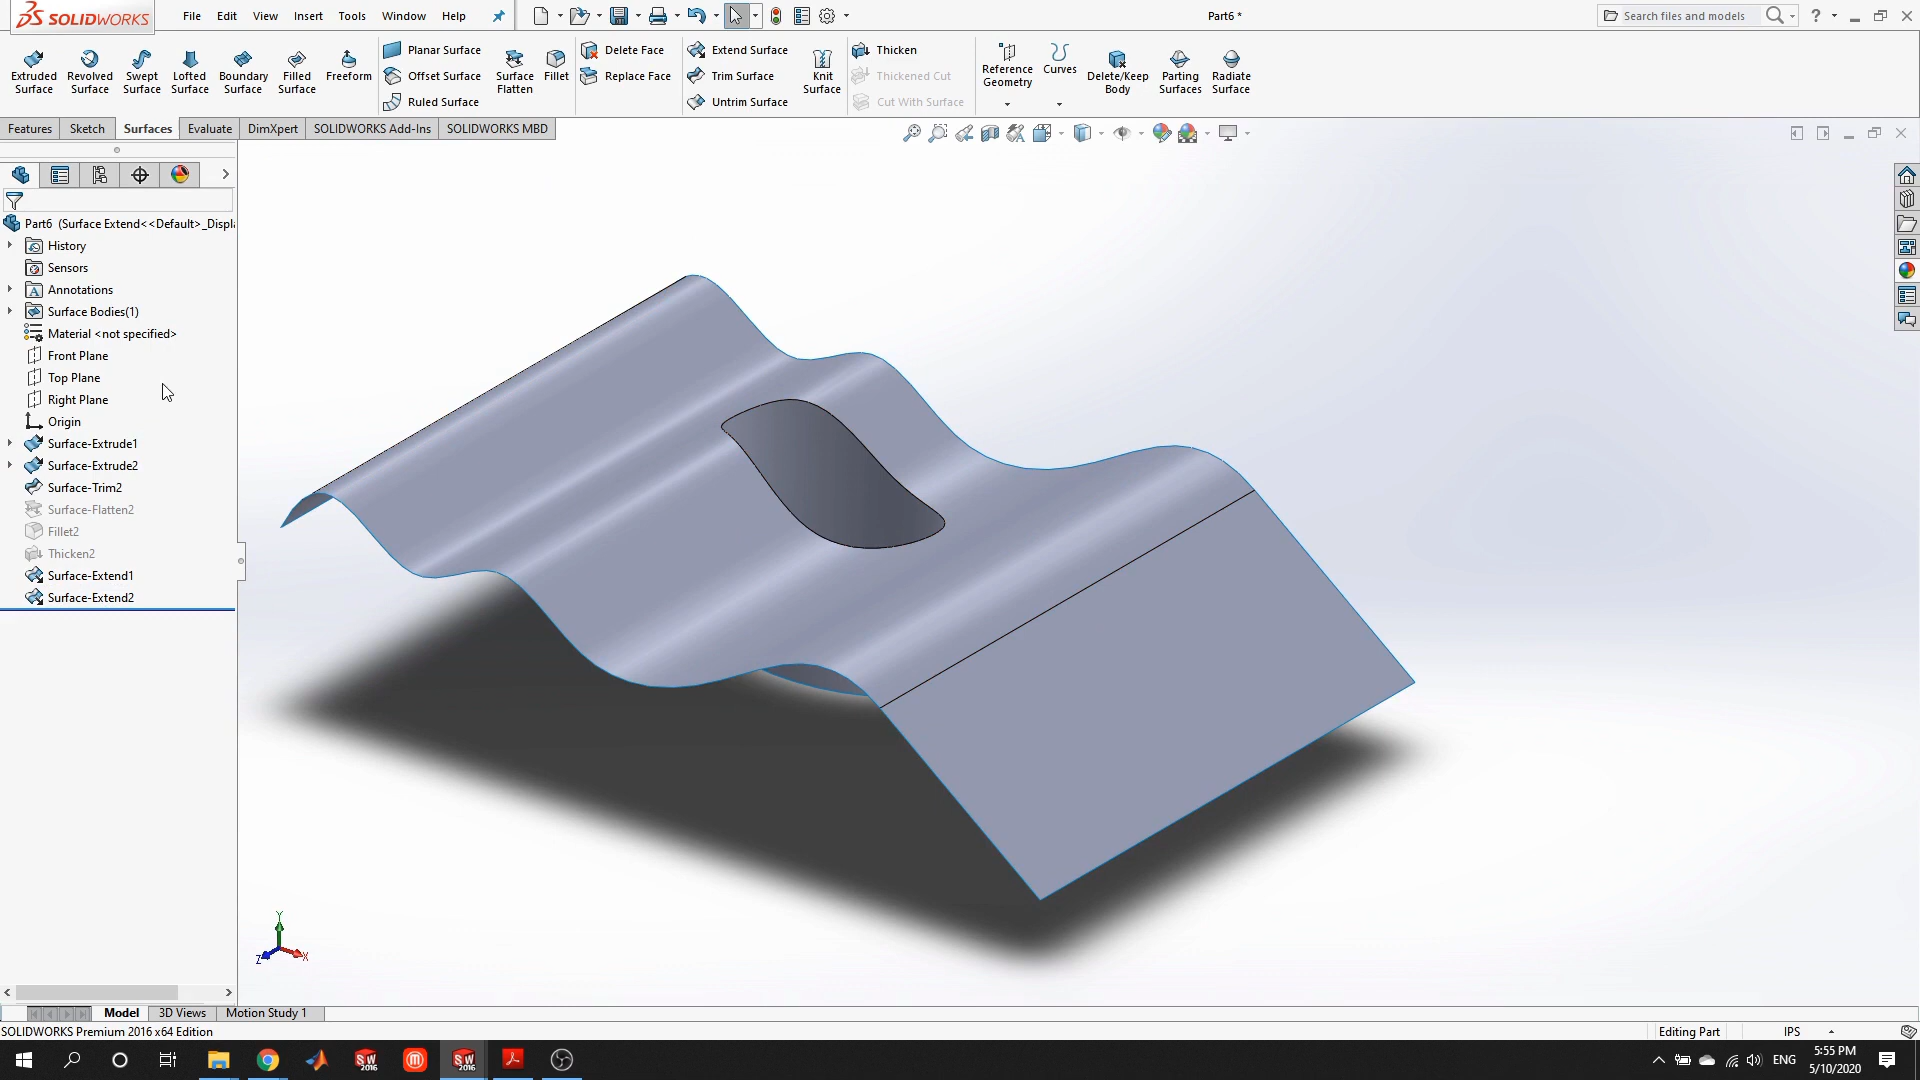 SOLIDWORKS
File Edit View Insert Tools Window Help
Part6 *
Search files and models
?
Extruded Surface
Revolved Surface
Swept Surface
Lofted Surface
Boundary Surface
Filled Surface
Freeform
Planar Surface
Offset Surface
Ruled Surface
Surface Flatten
Fillet
Delete Face
Replace Face
Extend Surface
Trim Surface
Untrim Surface
Knit Surface
Thicken
Thickened Cut
Cut With Surface
Reference Geometry
Curves
Delete/Keep Body
Parting Surfaces
Radiate Surface
Features Sketch Surfaces Evaluate DimXpert SOLIDWORKS Add-Ins SOLIDWORKS MBD
Part6 (Surface Extend<<Default>_Displ
History
Sensors
Annotations
Surface Bodies(1)
Material <not specified>
Front Plane
Top Plane
Right Plane
Origin
Surface-Extrude1
Surface-Extrude2
Surface-Trim2
Surface-Flatten2
Fillet2
Thicken2
Surface-Extend1
Surface-Extend2
Y
Z
X
Model 3D Views Motion Study 1
SOLIDWORKS Premium 2016 x64 Edition
Editing Part
IPS
SW 2016
SW 2016
ENG
5:55 PM
5/10/2020